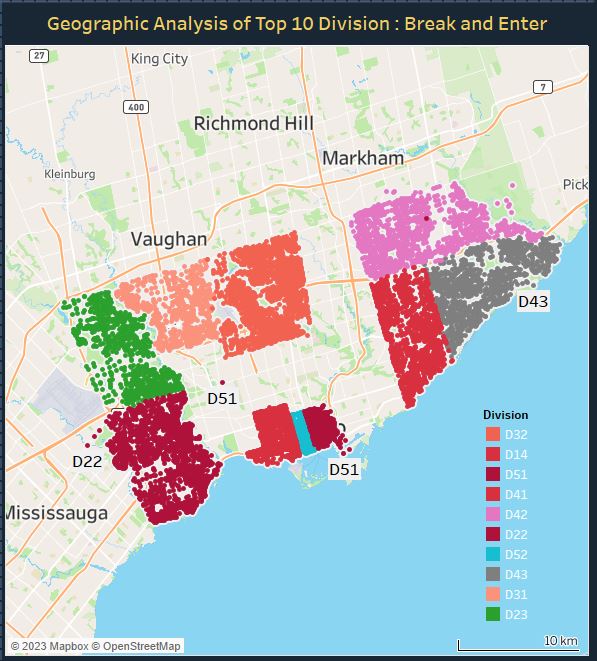 Geographic Analysis of Top 10 Division : Break and Enter
27
King City
7
400
Richmond Hill
Markham
Kleinburg
Pick
Vaughan
D43
D51
D22
D51
Mississauga
Division
D32
D14
D51
D41
D42
D22
D52
D43
D31
D23
© 2023 Mapbox © OpenStreetMap
10 km